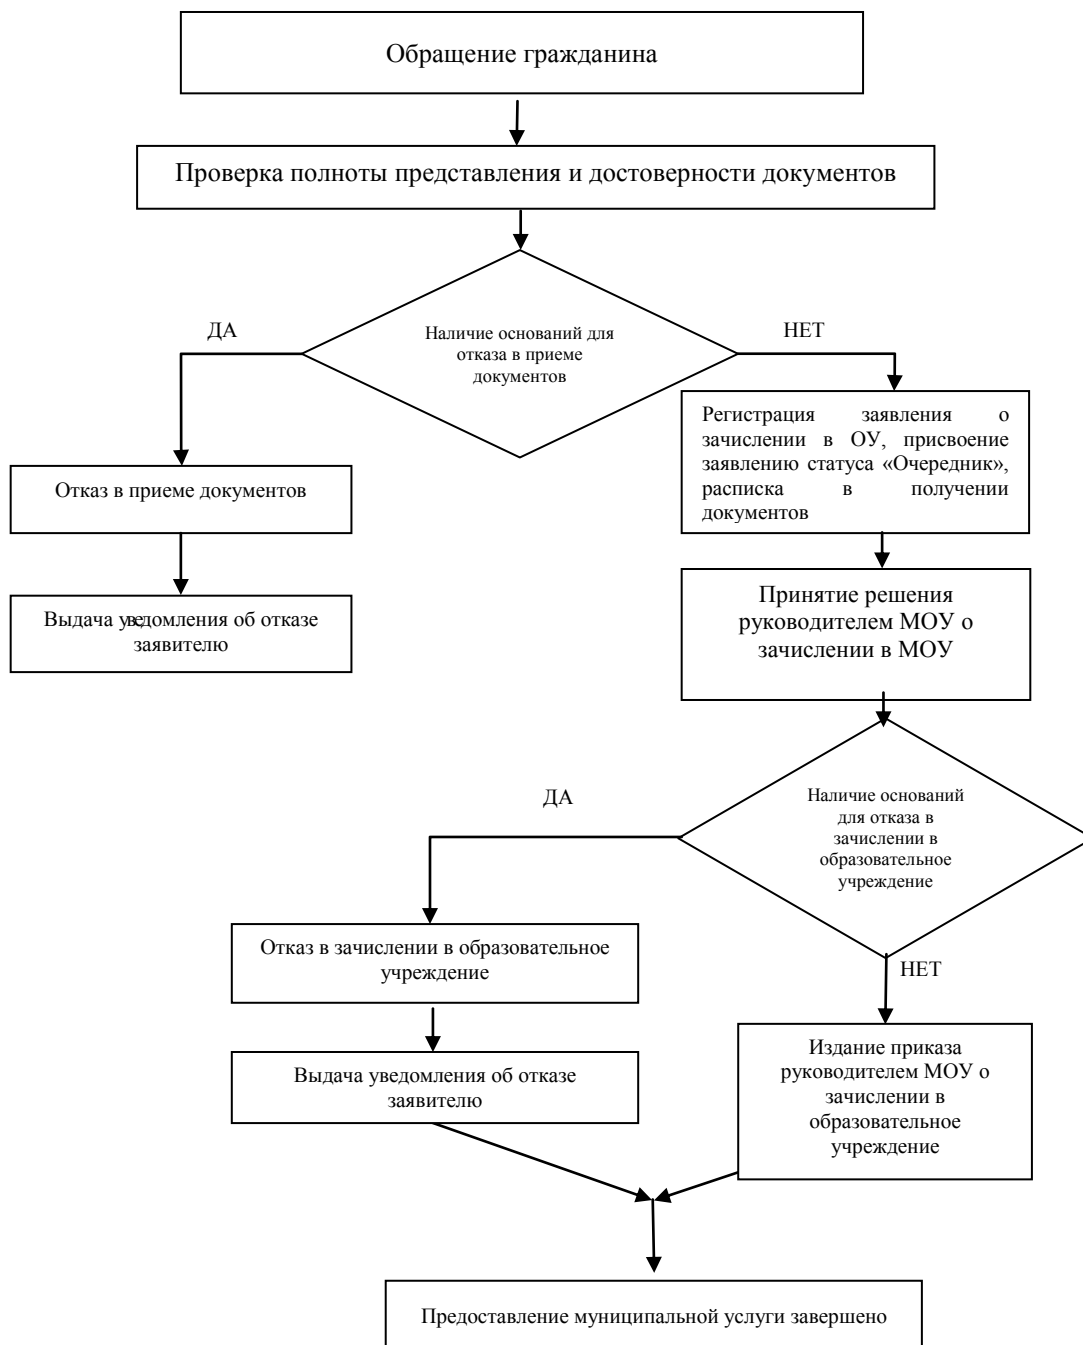 Обращение гражданина
Проверка полноты представления и достоверности документов
ДА
Наличие оснований для
отказа в приеме
документов
НЕТ
Регистрация заявления о
зачислении в ОУ, присвоение
заявлению статуса «Очередник»,
расписка в получении
документов
Отказ в приеме документов
Выдача уведомления об отказе
заявителю
Принятие решения
руководителем МОУ о
зачислении в МОУ
ДА
Наличие оснований
для отказа в
зачислении в
образовательное
учреждение
НЕТ
Отказ в зачислении в образовательное
учреждение
Выдача уведомления об отказе
заявителю
Издание приказа
руководителем МОУ о
зачислении в
образовательное
учреждение
Предоставление муниципальной услуги завершено